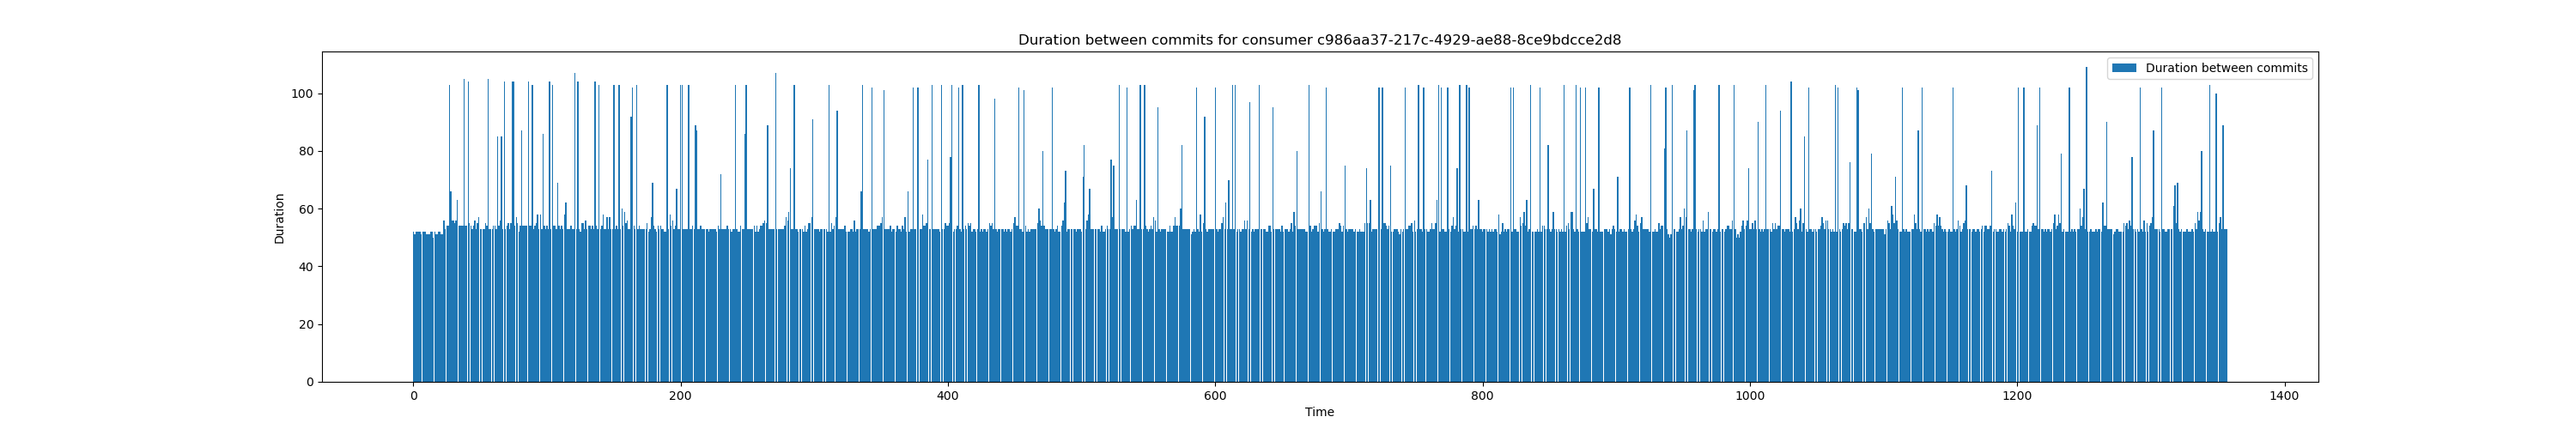 Duration between commits for consumer c986aa37-217c-4929-ae88-8ce9bdcce2d8
Duration between commits
100
80
60
40
20
0
Duration
0 200 400 600 800 1000 1200 1400
Time